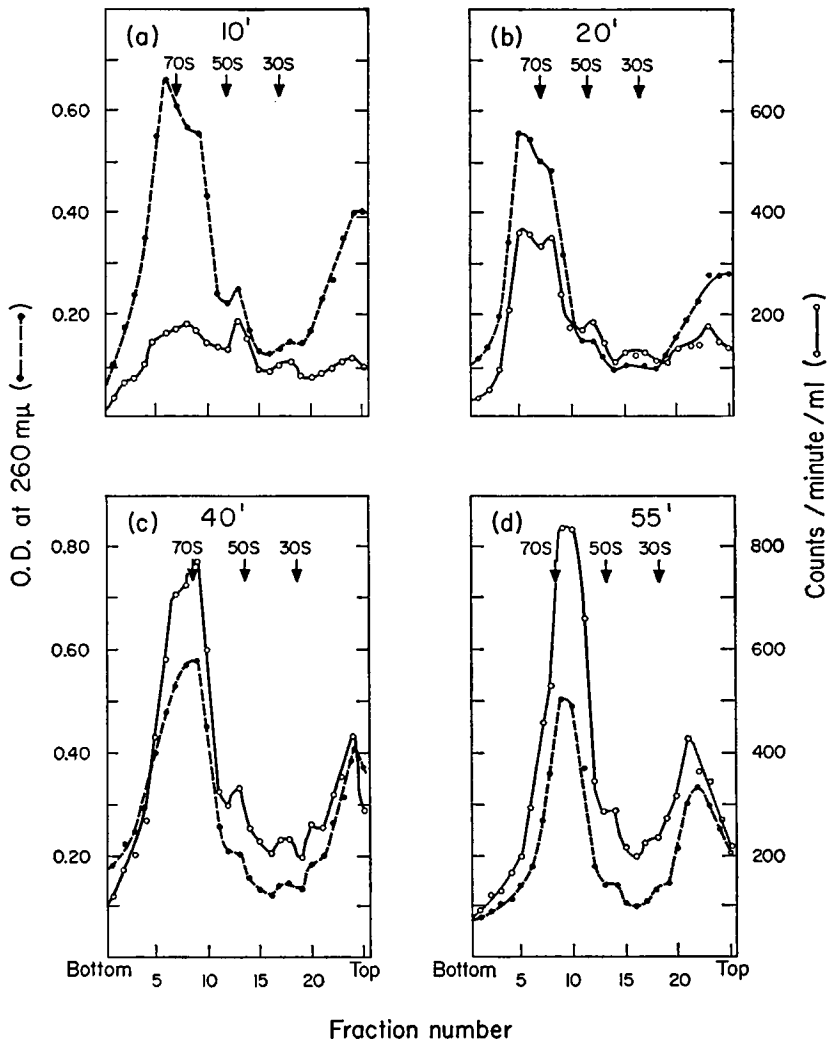 (a) 10'
70S 50S 30S
0.60
0.40
0.20
(b) 20'
70S 50S 30S
600
400
200
(c) 40'
70S 50S 30S
0.80
0.60
0.40
0.20
(d) 55'
70S 50S 30S
800
600
400
200
Bottom 5 10 15 20 Top
Bottom 5 10 15 20 Top
Fraction number
O.D. at 260 mμ ( )
Counts / minute / ml ( )